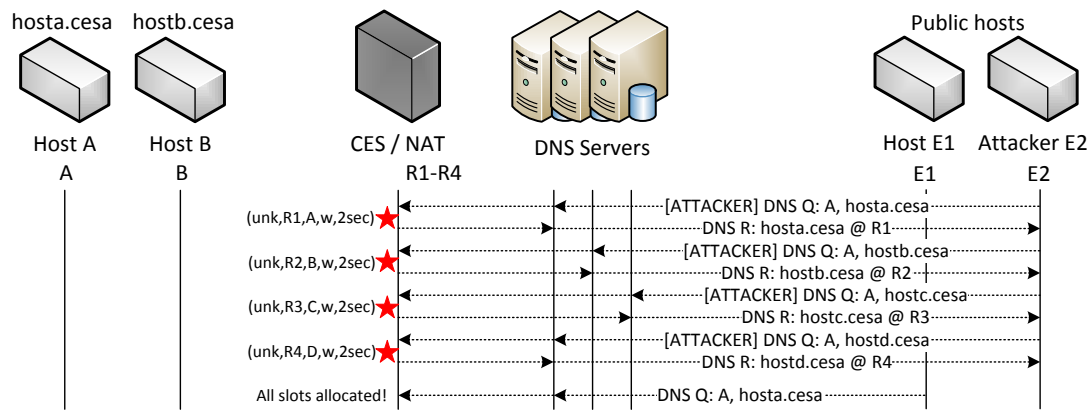 hosta.cesa hostb.cesa Public hosts
Host A Host B CES / NAT DNS Servers Host E1 Attacker E2
A B R1-R4 E1 E2
[ATTACKER] DNS Q: A, hosta.cesa
(unk,R1,A,w,2sec)
DNS R: hosta.cesa @ R1
[ATTACKER] DNS Q: A, hostb.cesa
(unk,R2,B,w,2sec)
DNS R: hostb.cesa @ R2
[ATTACKER] DNS Q: A, hostc.cesa
(unk,R3,C,w,2sec)
DNS R: hostc.cesa @ R3
[ATTACKER] DNS Q: A, hostd.cesa
(unk,R4,D,w,2sec)
DNS R: hostd.cesa @ R4
All slots allocated! DNS Q: A, hosta.cesa